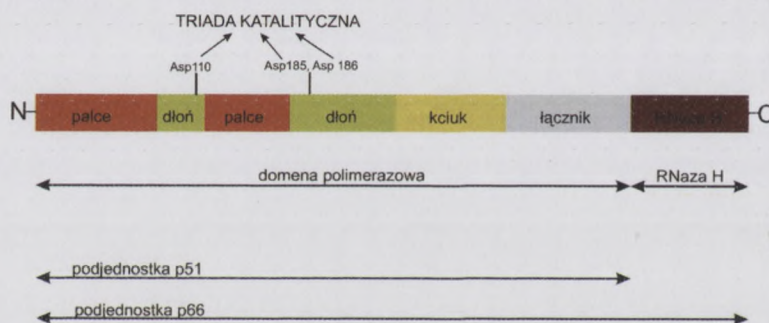 TRIADA KATALITYCZNA
Asp110 Asp185, Asp 186
N palce dłoń palce dłoń kciuk łącznik RNaza H C
domena polimerazowa RNaza H
podjednostka p51
podjednostka p66